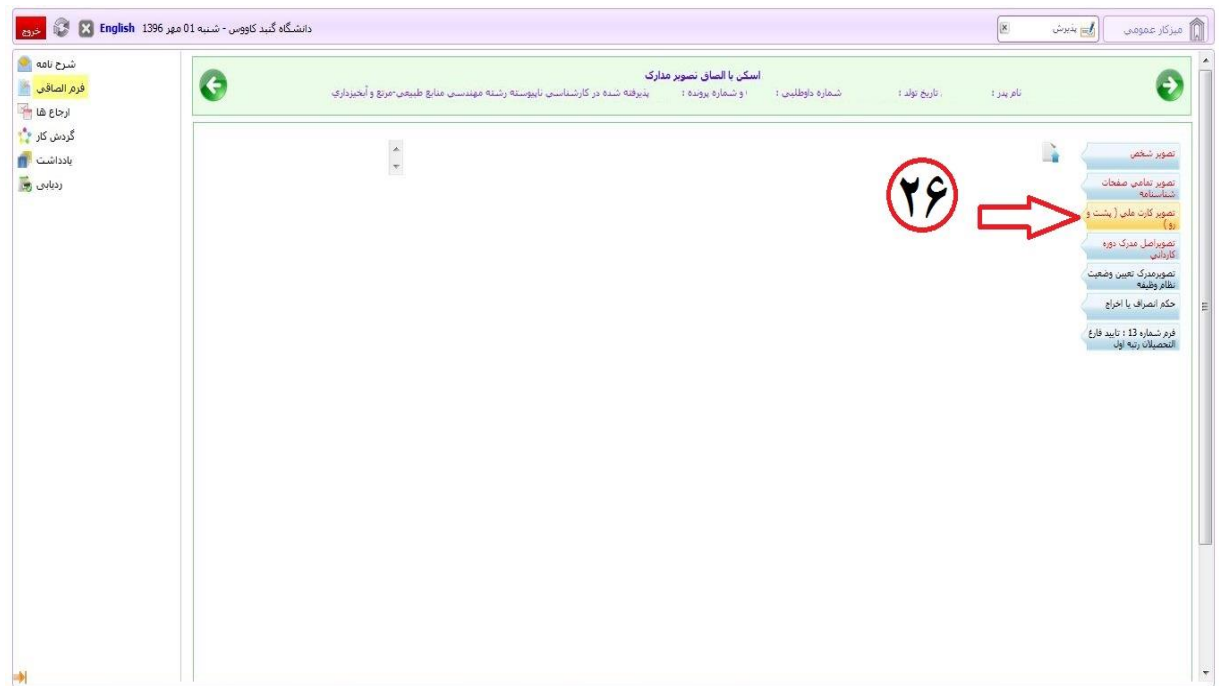 میزکار عمومی
پذیرش
دانشگاه گنبد کاووس - شنبه 01 مهر 1396 English
خروج
اسکن یا الصاق تصویر مدارک
نام پدر : . تاریخ تولد : شماره داوطلبی : و شماره پرونده : پذیرفته شده در کارشناسی ناپیوسته رشته مهندسی منابع طبیعی-مرتع و آبخیزداري
تصویر شخص
تصویر تمامی صفحات
شناسنامه
تصویر کارت ملی ( پشت و
رو )
تصویراصل مدرک دوره
کاردانی
تصویرمدرک تعیین وضعیت
نظام وظیفه
حکم انصراف یا اخراج
فرم شماره 13 : تایید فارغ
التحصیلان رتبه اول
۲۶
شرح نامه
فرم الصاقی
ارجاع ها
گردش کار
یادداشت
ردیابی